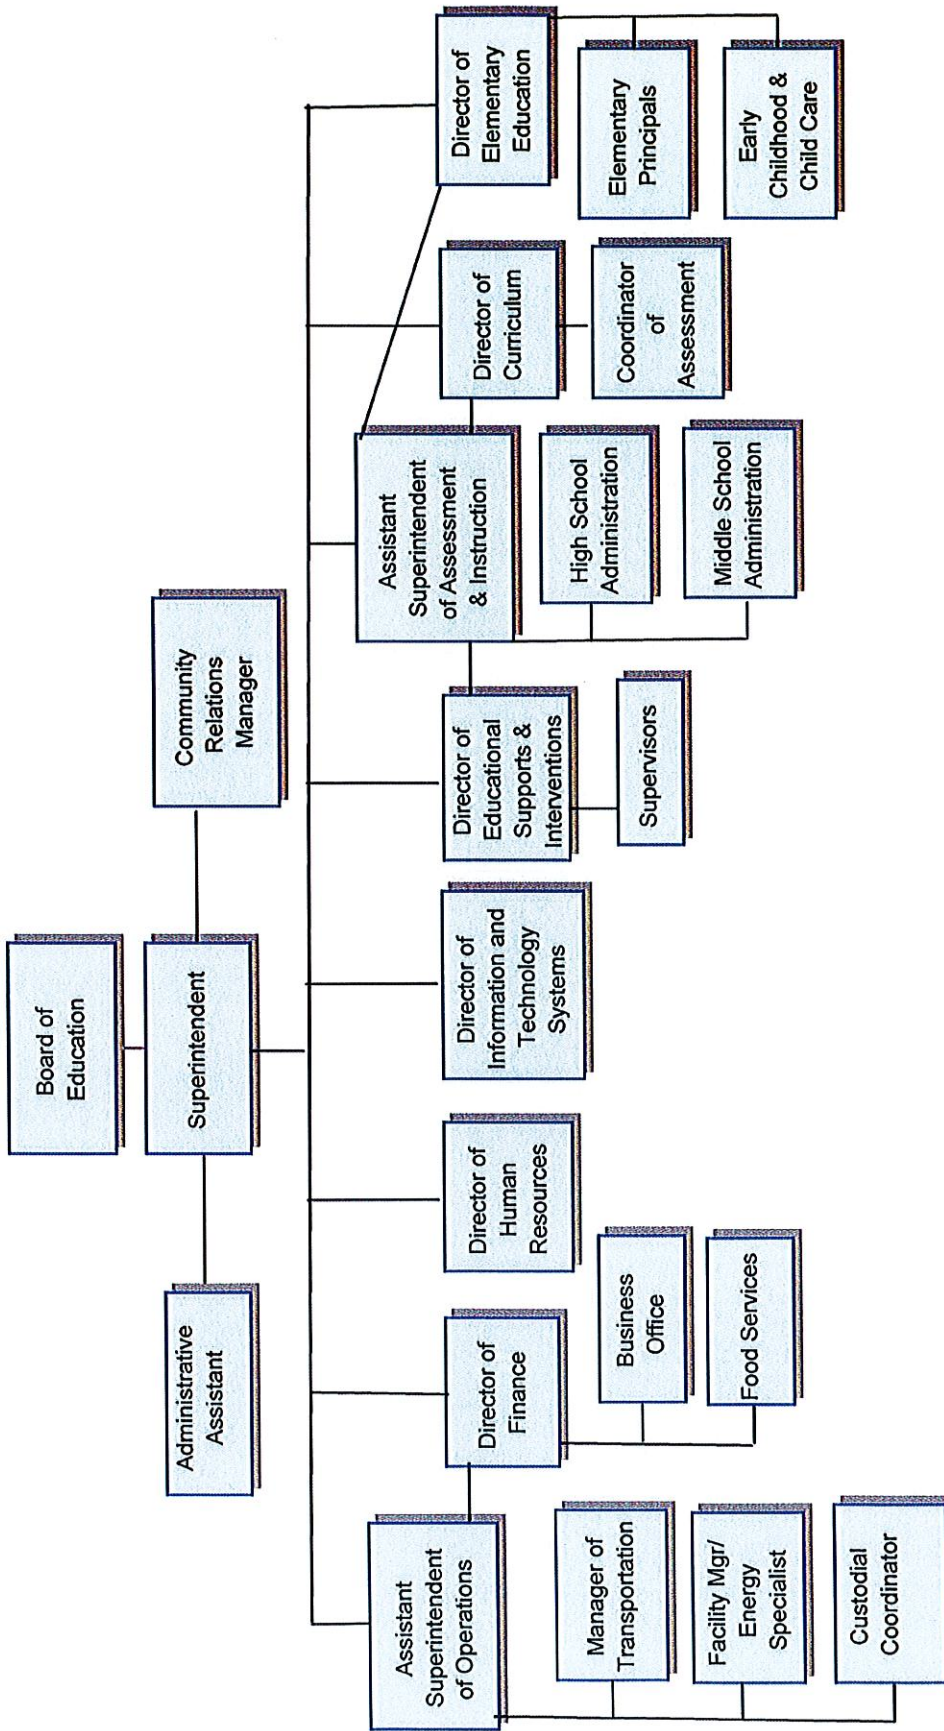 Board of
Education
Superintendent
Administrative
Assistant
Community
Relations
Manager
Assistant
Superintendent
of Operations
Manager of
Transportation
Facility Mgr/
Energy
Specialist
Custodial
Coordinator
Director of
Finance
Business
Office
Food Services
Director of
Human
Resources
Director of
Information and
Technology
Systems
Director of
Educational
Supports &
Interventions
Supervisors
Assistant
Superintendent
of Assessment
& Instruction
High School
Administration
Middle School
Administration
Director of
Curriculum
Coordinator
of
Assessment
Director of
Elementary
Education
Elementary
Principals
Early
Childhood &
Child Care